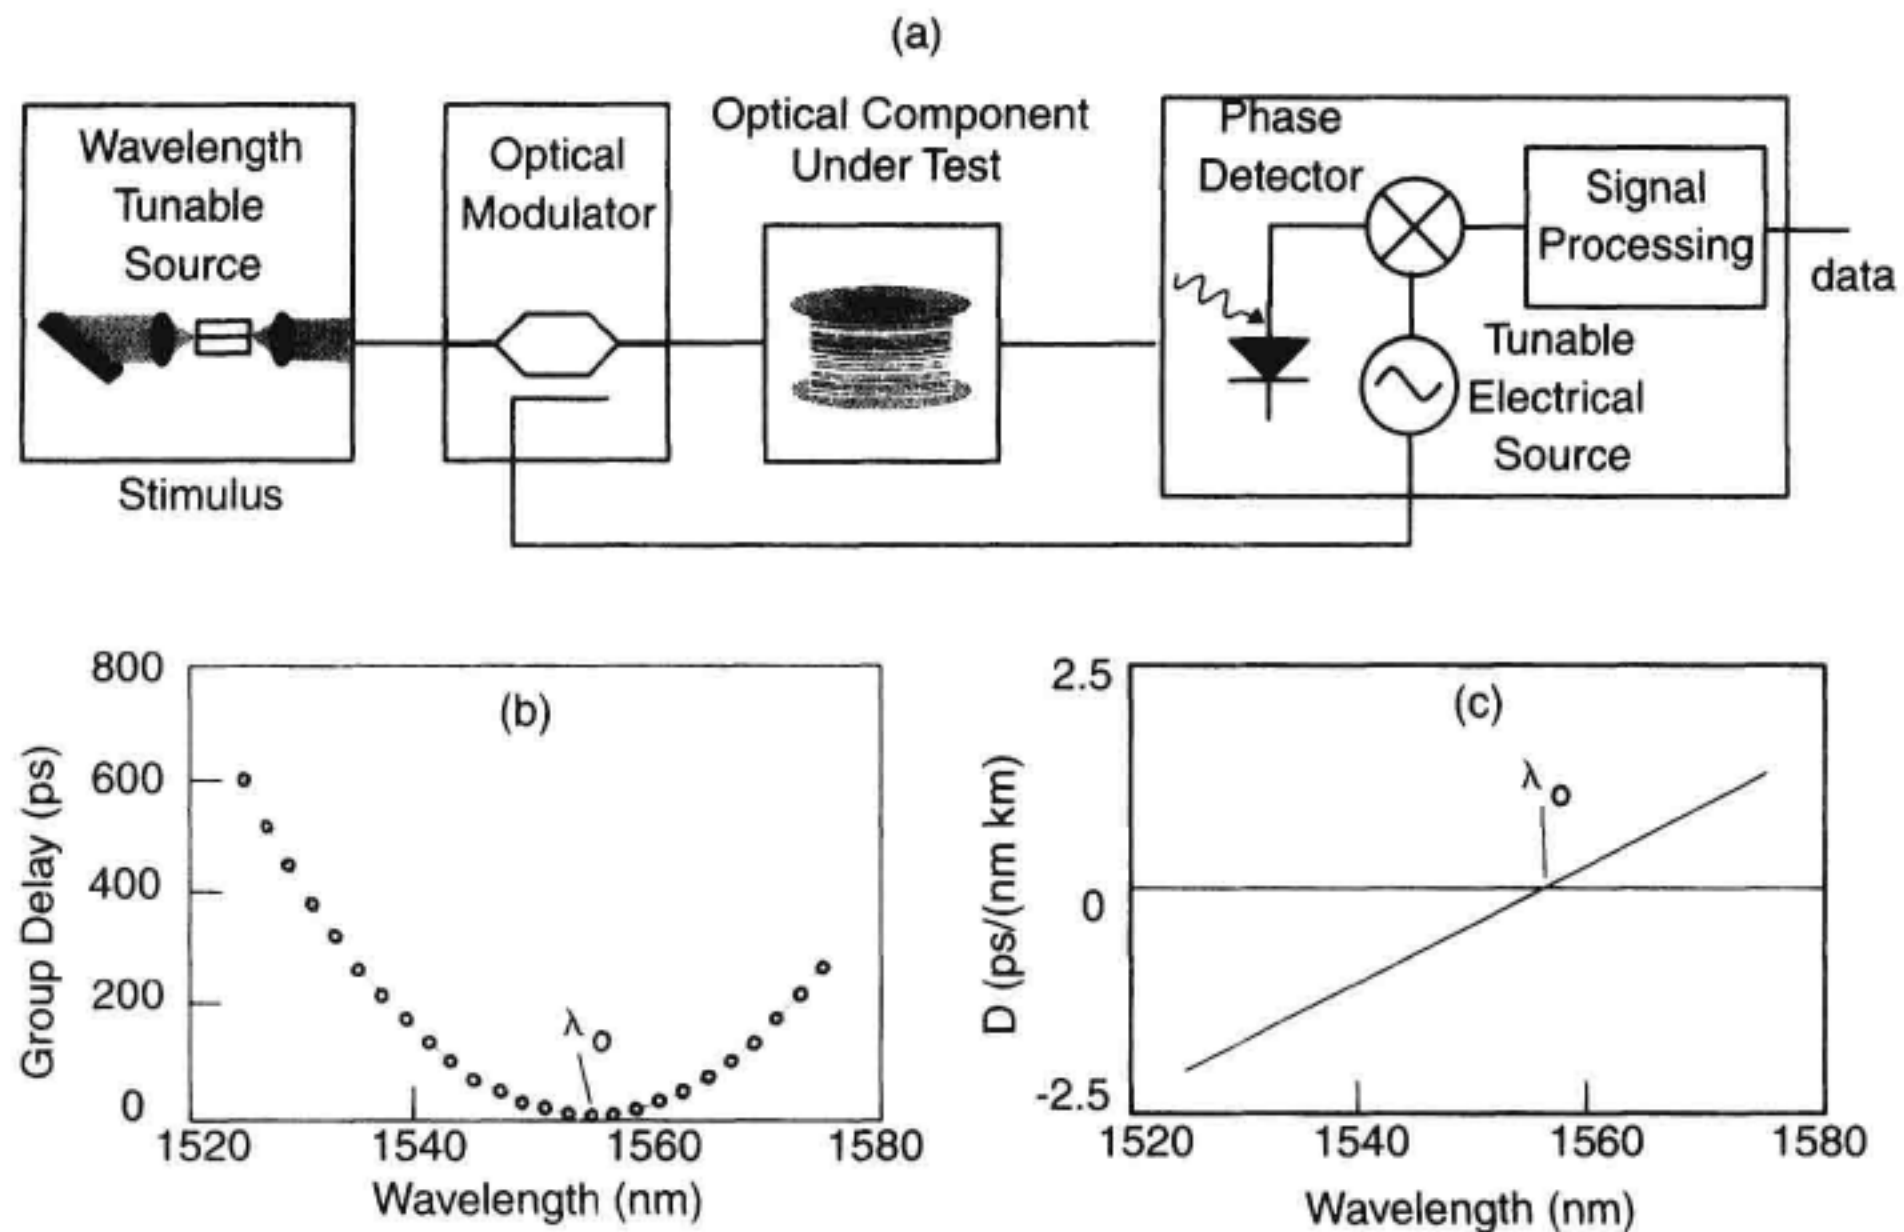 (a)
Wavelength
Tunable
Source
Stimulus
Optical
Modulator
Optical Component
Under Test
Phase
Detector
Signal
Processing
data
Tunable
Electrical
Source
(b)
800
600
400
200
0
Group Delay (ps)
λo
1520 1540 1560 1580
Wavelength (nm)
(c)
2.5
0
-2.5
D (ps/(nm km)
λo
1520 1540 1560 1580
Wavelength (nm)